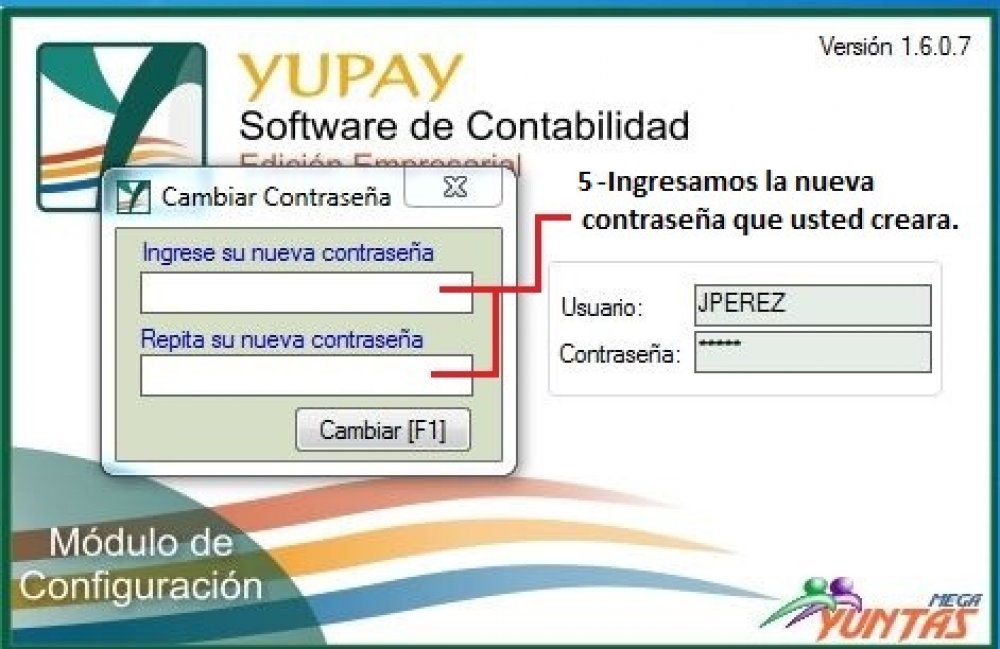 Versión 1.6.0.7
YUPAY
Software de Contabilidad
Edición Empresarial
Cambiar Contraseña
5-Ingresamos la nueva
contraseña que usted creara.
Ingrese su nueva contraseña
Repita su nueva contraseña
Cambiar [F1]
Usuario:
JPEREZ
Contraseña:
*****
Módulo de
Configuración
MEGA
YUNTAS